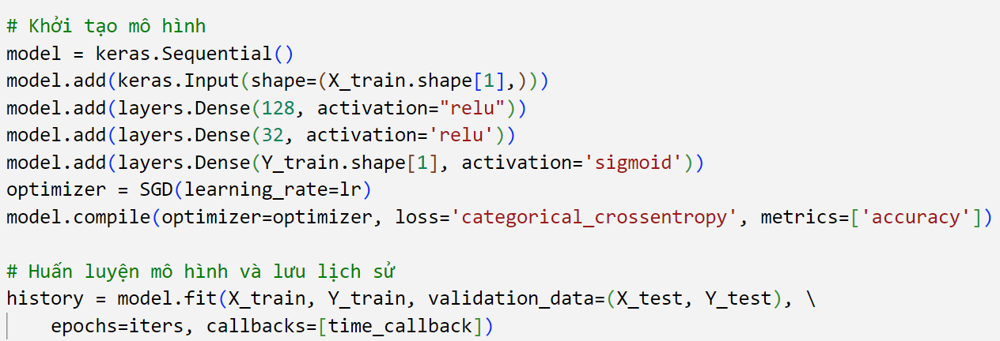 # Khởi tạo mô hình
model = keras.Sequential()
model.add(keras.Input(shape=(X_train.shape[1],)))
model.add(layers.Dense(128, activation="relu"))
model.add(layers.Dense(32, activation='relu'))
model.add(layers.Dense(Y_train.shape[1], activation='sigmoid'))
optimizer = SGD(learning_rate=lr)
model.compile(optimizer=optimizer, loss='categorical_crossentropy', metrics=['accuracy'])

# Huấn luyện mô hình và lưu lịch sử
history = model.fit(X_train, Y_train, validation_data=(X_test, Y_test), \
    epochs=iters, callbacks=[time_callback])